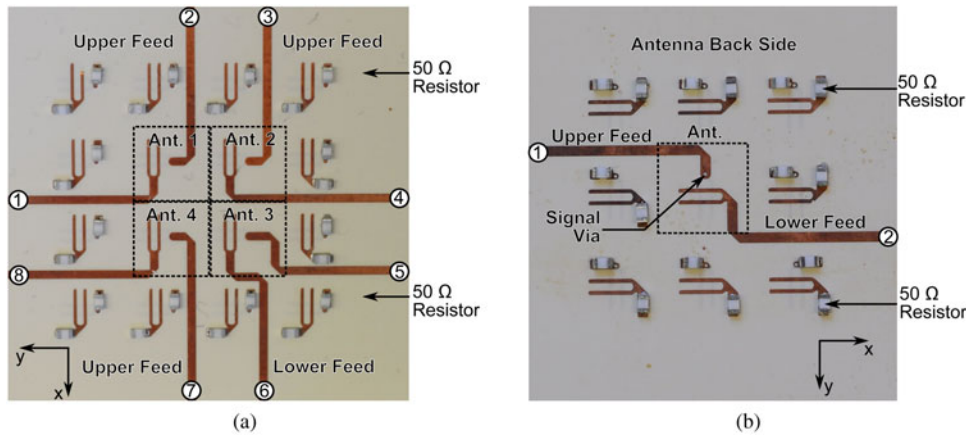 2 3
Upper Feed Upper Feed
50 Ω
Resistor
Ant. 1 Ant. 2
1 4
Ant. 4 Ant. 3
8 5
50 Ω
Resistor
Upper Feed Lower Feed
y
x
7 6
(a)
Antenna Back Side
50 Ω
Resistor
Upper Feed Ant.
1
Signal
Via
Lower Feed
2
50 Ω
Resistor
x
y
(b)